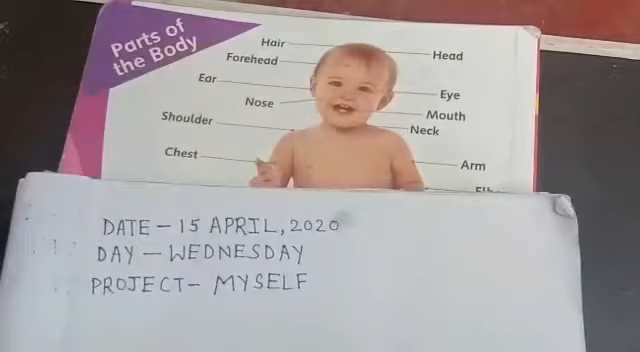 Parts of
the Body
Hair
Head
Forehead
Ear
Eye
Nose
Mouth
Shoulder
Neck
Chest
Arm
DATE - 15 APRIL, 2020
DAY - WEDNESDAY
PROJECT - MYSELF